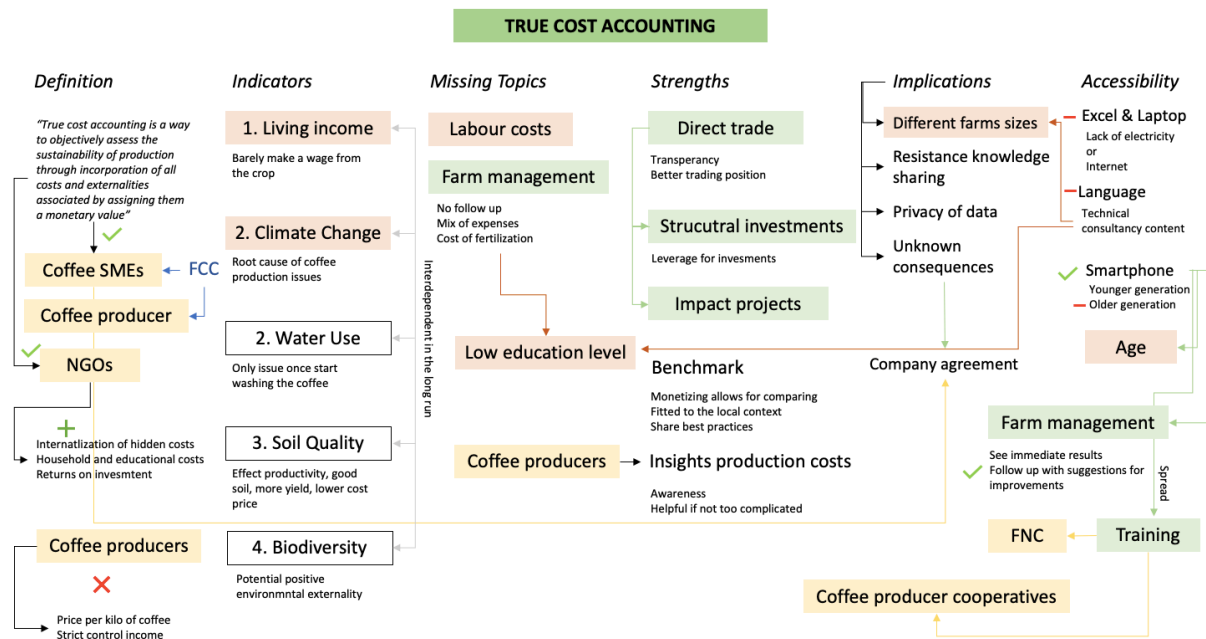 TRUE COST ACCOUNTING
Definition
“True cost accounting is a way
to objectively assess the
sustainability of production
through incorporation of all
costs and externalities
associated by assigning them
a monetary value”
Coffee SMEs
FCC
Coffee producer
NGOs
Internatlization of hidden costs
Household and educational costs
Returns on invesmtent
Coffee producers
Price per kilo of coffee
Strict control income
Indicators
1. Living income
Barely make a wage from
the crop
2. Climate Change
Root cause of coffee
production issues
2. Water Use
Only issue once start
washing the coffee
3. Soil Quality
Effect productivity, good
soil, more yield, lower cost
price
4. Biodiversity
Potential positive
environmntal externality
Interdependent in the long run
Missing Topics
Labour costs
Farm management
No follow up
Mix of expenses
Cost of fertilization
Low education level
Coffee producers
Strengths
Direct trade
Transperancy
Better trading position
Strucutral investments
Leverage for invesments
Impact projects
Benchmark
Monetizing allows for comparing
Fitted to the local context
Share best practices
Insights production costs
Awareness
Helpful if not too complicated
Implications
Different farms sizes
Resistance knowledge
sharing
Privacy of data
Unknown
consequences
Company agreement
Accessibility
Excel & Laptop
Lack of electricity
or
Internet
Language
Technical
consultancy content
Smartphone
Younger generation
Older generation
Age
Farm management
See immediate results
Follow up with suggestions for
improvements
Spread
FNC
Training
Coffee producer cooperatives